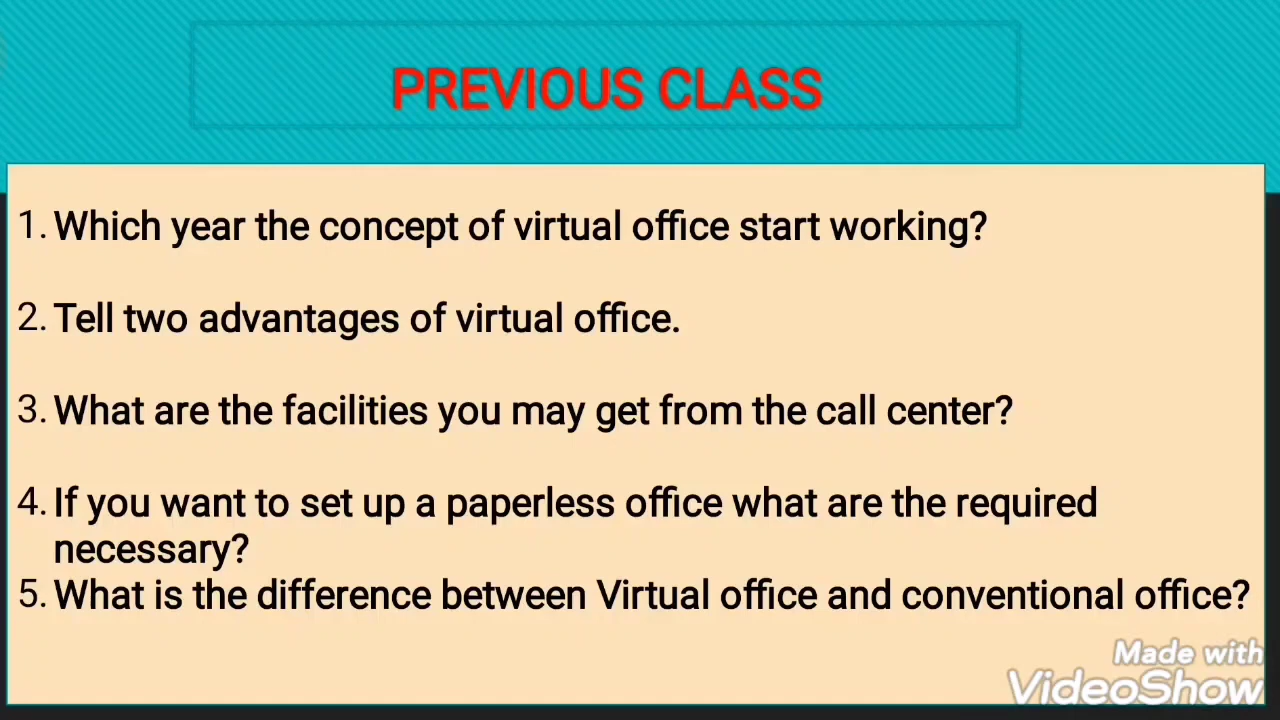 PREVIOUS CLASS
1. Which year the concept of virtual office start working?
2. Tell two advantages of virtual office.
3. What are the facilities you may get from the call center?
4. If you want to set up a paperless office what are the required
necessary?
5. What is the difference between Virtual office and conventional office?
Made with
VideoShow